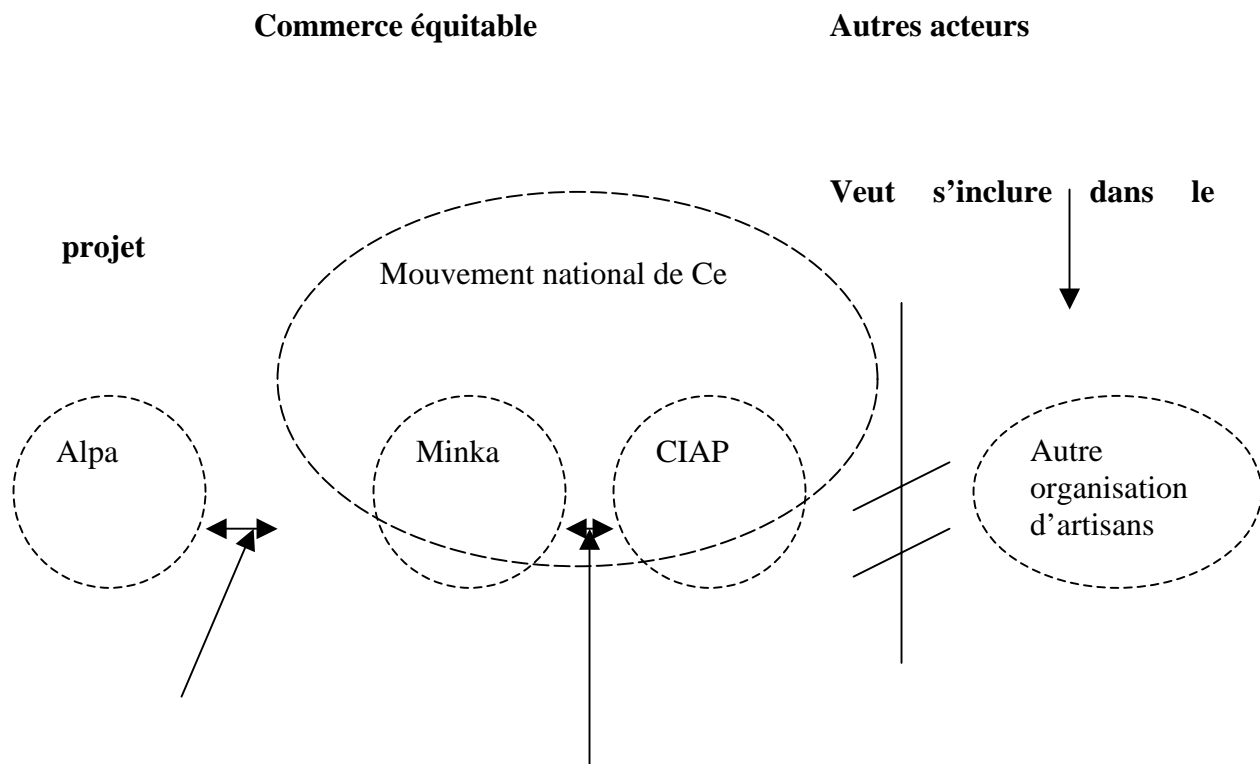 Commerce équitable Autres acteurs
Veut s’inclure dans le
projet
Mouvement national de Ce
Alpa
Minka
CIAP
Autre
organisation
d’artisans